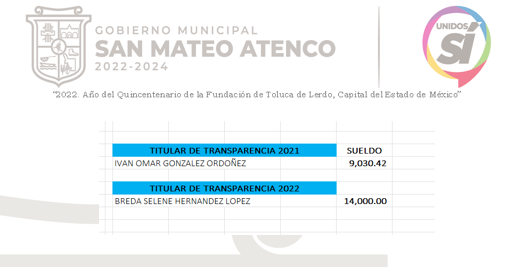 GOBIERNO MUNICIPAL
SAN MATEO ATENCO
2022-2024
UNIDOS
SÍ
"2022. Año del Quincentenario de la Fundación de Toluca de Lerdo, Capital del Estado de México"
TITULAR DE TRANSPARENCIA 2021 SUELDO
IVAN OMAR GONZALEZ ORDOÑEZ 9,030.42
TITULAR DE TRANSPARENCIA 2022
BREDA SELENE HERNANDEZ LOPEZ 14,000.00